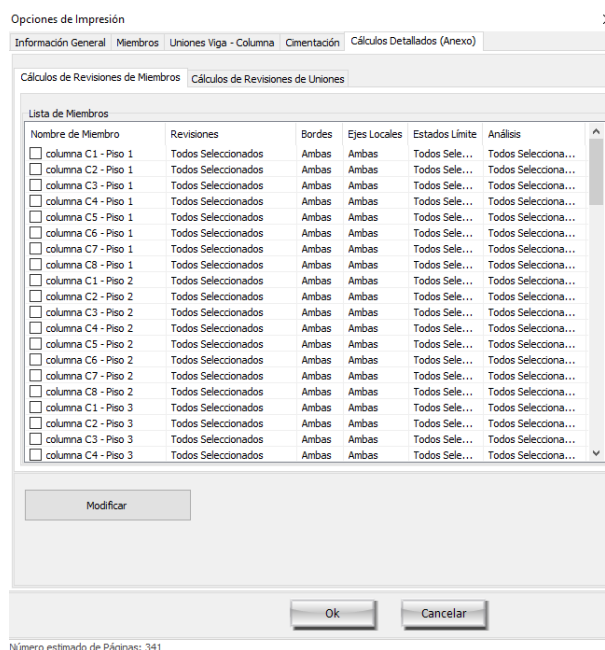 Opciones de Impresión
Información General Miembros Uniones Viga - Columna Cimentación Cálculos Detallados (Anexo)
Cálculos de Revisiones de Miembros Cálculos de Revisiones de Uniones
Lista de Miembros
Nombre de Miembro Revisiones Bordes Ejes Locales Estados Límite Análisis
columna C1 - Piso 1 Todos Seleccionados Ambas Ambas Todos Sele... Todos Selecciona...
columna C2 - Piso 1 Todos Seleccionados Ambas Ambas Todos Sele... Todos Selecciona...
columna C3 - Piso 1 Todos Seleccionados Ambas Ambas Todos Sele... Todos Selecciona...
columna C4 - Piso 1 Todos Seleccionados Ambas Ambas Todos Sele... Todos Selecciona...
columna C5 - Piso 1 Todos Seleccionados Ambas Ambas Todos Sele... Todos Selecciona...
columna C6 - Piso 1 Todos Seleccionados Ambas Ambas Todos Sele... Todos Selecciona...
columna C7 - Piso 1 Todos Seleccionados Ambas Ambas Todos Sele... Todos Selecciona...
columna C8 - Piso 1 Todos Seleccionados Ambas Ambas Todos Sele... Todos Selecciona...
columna C1 - Piso 2 Todos Seleccionados Ambas Ambas Todos Sele... Todos Selecciona...
columna C2 - Piso 2 Todos Seleccionados Ambas Ambas Todos Sele... Todos Selecciona...
columna C3 - Piso 2 Todos Seleccionados Ambas Ambas Todos Sele... Todos Selecciona...
columna C4 - Piso 2 Todos Seleccionados Ambas Ambas Todos Sele... Todos Selecciona...
columna C5 - Piso 2 Todos Seleccionados Ambas Ambas Todos Sele... Todos Selecciona...
columna C6 - Piso 2 Todos Seleccionados Ambas Ambas Todos Sele... Todos Selecciona...
columna C7 - Piso 2 Todos Seleccionados Ambas Ambas Todos Sele... Todos Selecciona...
columna C8 - Piso 2 Todos Seleccionados Ambas Ambas Todos Sele... Todos Selecciona...
columna C1 - Piso 3 Todos Seleccionados Ambas Ambas Todos Sele... Todos Selecciona...
columna C2 - Piso 3 Todos Seleccionados Ambas Ambas Todos Sele... Todos Selecciona...
columna C3 - Piso 3 Todos Seleccionados Ambas Ambas Todos Sele... Todos Selecciona...
columna C4 - Piso 3 Todos Seleccionados Ambas Ambas Todos Sele... Todos Selecciona...
Modificar
Ok Cancelar
Número estimado de Páginas: 341